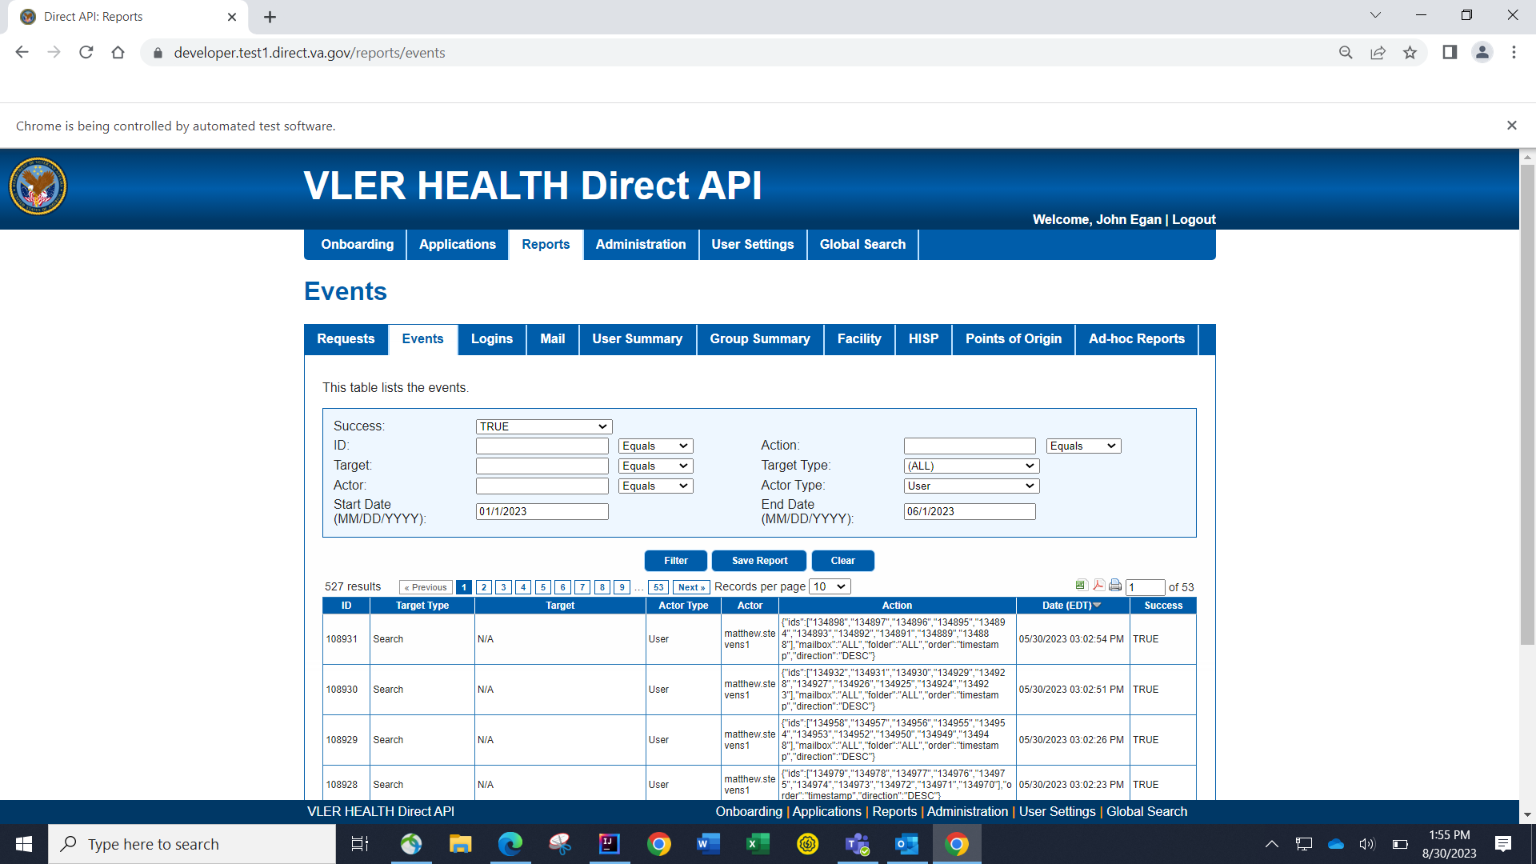 Direct API: Reports
developer.test1.direct.va.gov/reports/events
Chrome is being controlled by automated test software.
VLER HEALTH Direct API
Welcome, John Egan | Logout
Onboarding Applications Reports Administration User Settings Global Search
Events
Requests Events Logins Mail User Summary Group Summary Facility HISP Points of Origin Ad-hoc Reports
This table lists the events.
Success: TRUE
ID: Equals Action: Equals
Target: Equals Target Type: (ALL)
Actor: Equals Actor Type: User
Start Date (MM/DD/YYYY): 01/1/2023 End Date (MM/DD/YYYY): 06/1/2023
Filter Save Report Clear
527 results « Previous 1 2 3 4 5 6 7 8 9 ... 53 Next » Records per page 10 1 of 53
ID Target Type Target Actor Type Actor Action Date (EDT) Success
108931 Search N/A User matthew.stevens1 {"ids":["134898","134897","134896","134895","134894","134893","134892","134891","134889","134888"],"mailbox":"ALL","folder":"ALL","order":"timestamp","direction":"DESC"} 05/30/2023 03:02:54 PM TRUE
108930 Search N/A User matthew.stevens1 {"ids":["134932","134931","134930","134929","134928","134927","134926","134925","134924","134923"],"mailbox":"ALL","folder":"ALL","order":"timestamp","direction":"DESC"} 05/30/2023 03:02:51 PM TRUE
108929 Search N/A User matthew.stevens1 {"ids":["134958","134957","134956","134955","134954","134953","134952","134950","134949","134948"],"mailbox":"ALL","folder":"ALL","order":"timestamp","direction":"DESC"} 05/30/2023 03:02:26 PM TRUE
108928 Search N/A User matthew.stevens1 {"ids":["134979","134978","134977","134976","134975","134974","134973","134972","134971","134970"],"order":"timestamp","direction":"DESC"} 05/30/2023 03:02:23 PM TRUE
VLER HEALTH Direct API Onboarding | Applications | Reports | Administration | User Settings | Global Search
Type here to search
1:55 PM
8/30/2023